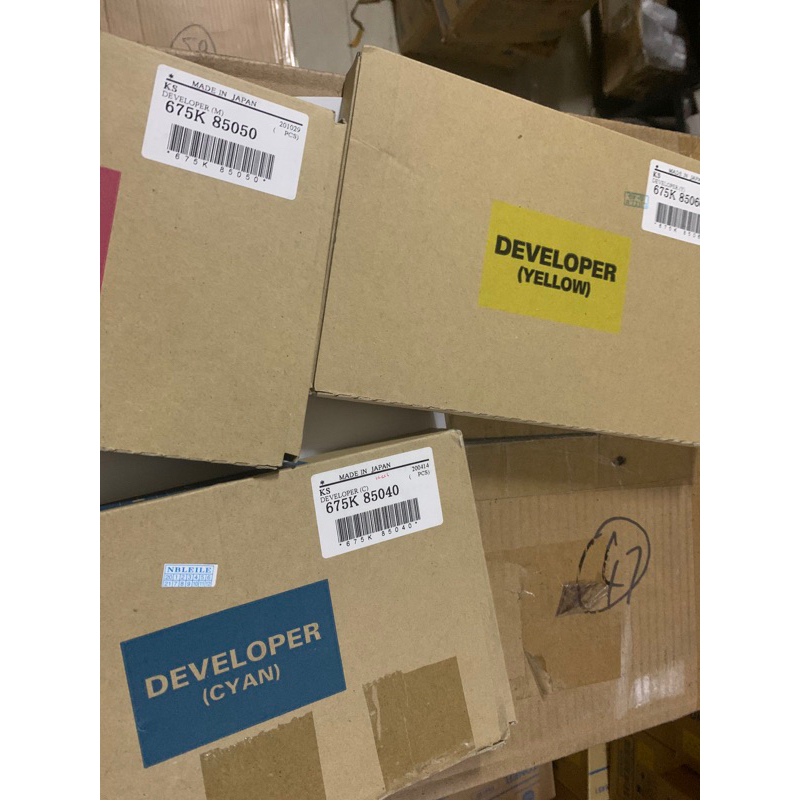 * MADE IN JAPAN
KS
DEVELOPER (M)
675K 85050
201029
( PCS)
*675K 85050*
* MADE IN JAPAN
KS
675K 8506
DEVELOPER
(YELLOW)
* MADE IN JAPAN
KS
DEVELOPER (C)
675K 85040
200414
( PCS)
*675K 85040*
NBLEILE
DEVELOPER
(CYAN)